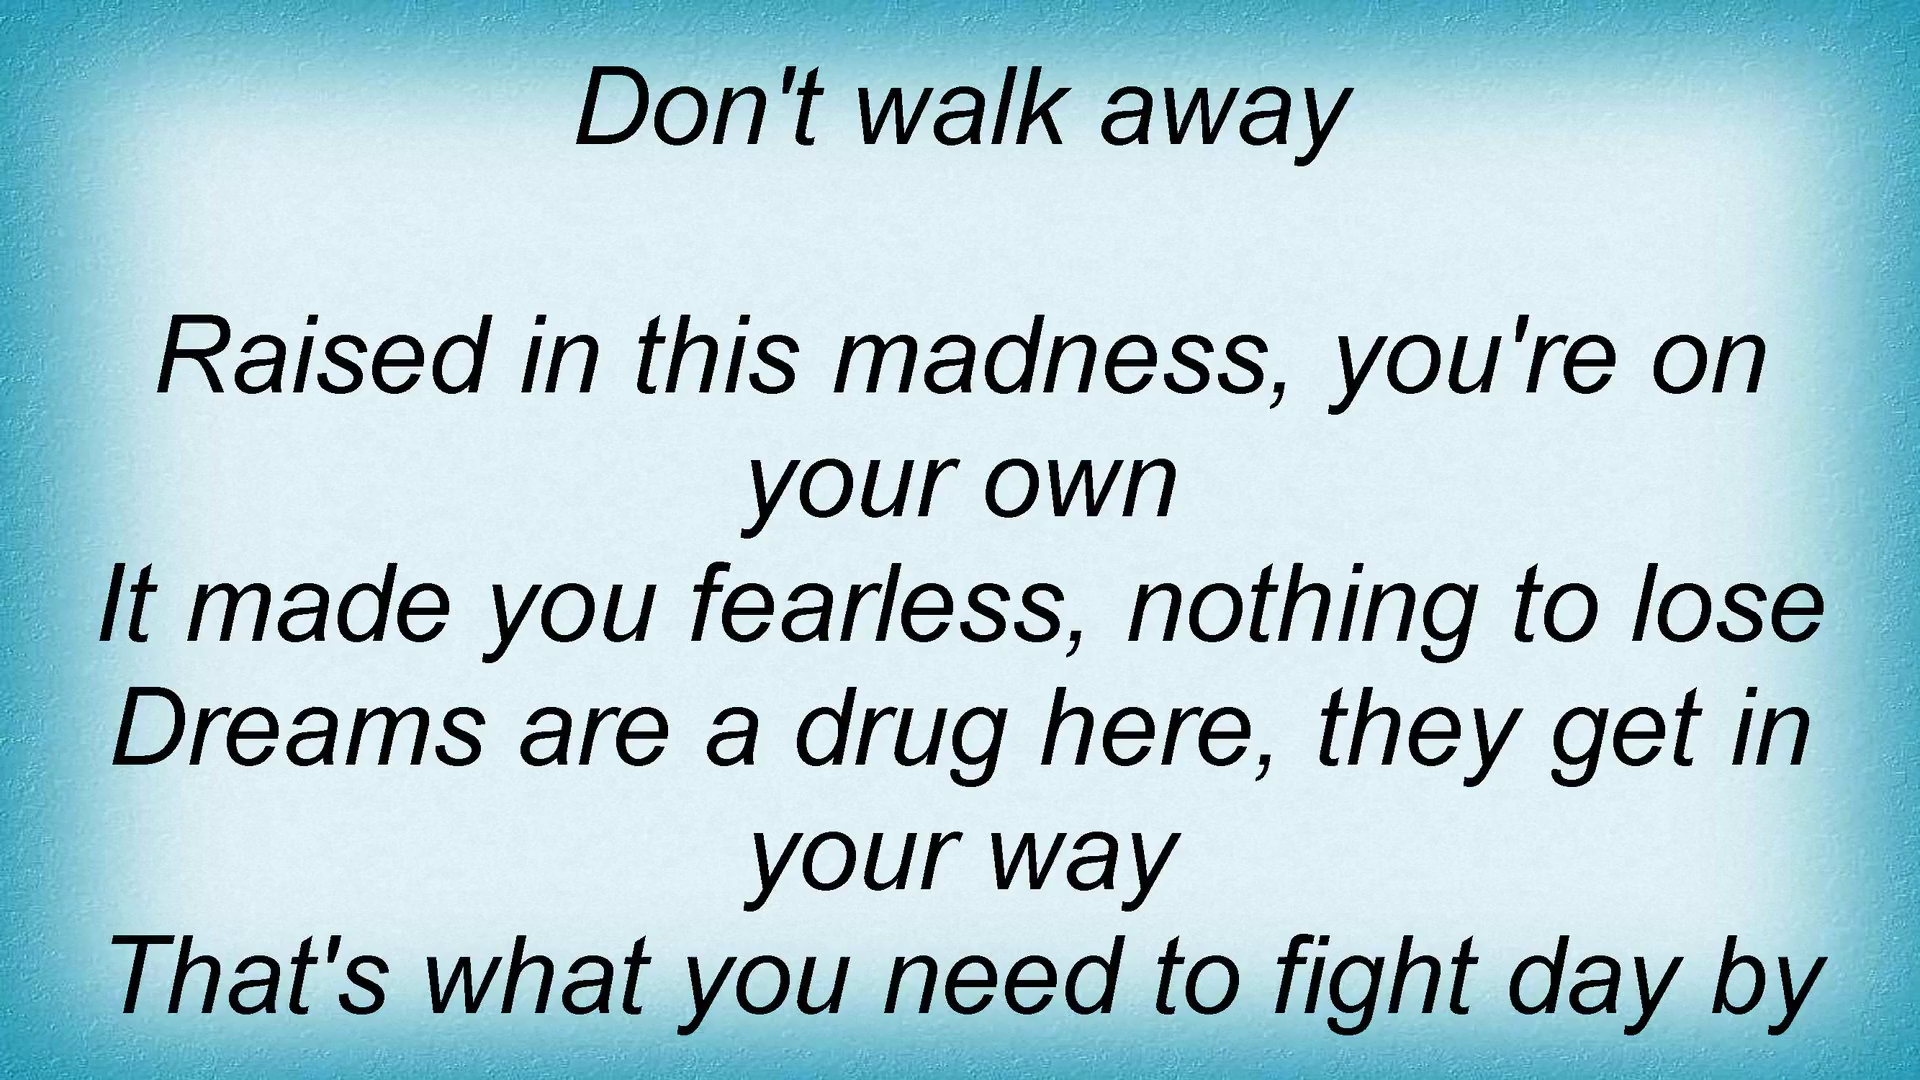 Don't walk away
Raised in this madness, you're on
your own
It made you fearless, nothing to lose
Dreams are a drug here, they get in
your way
That's what you need to fight day by